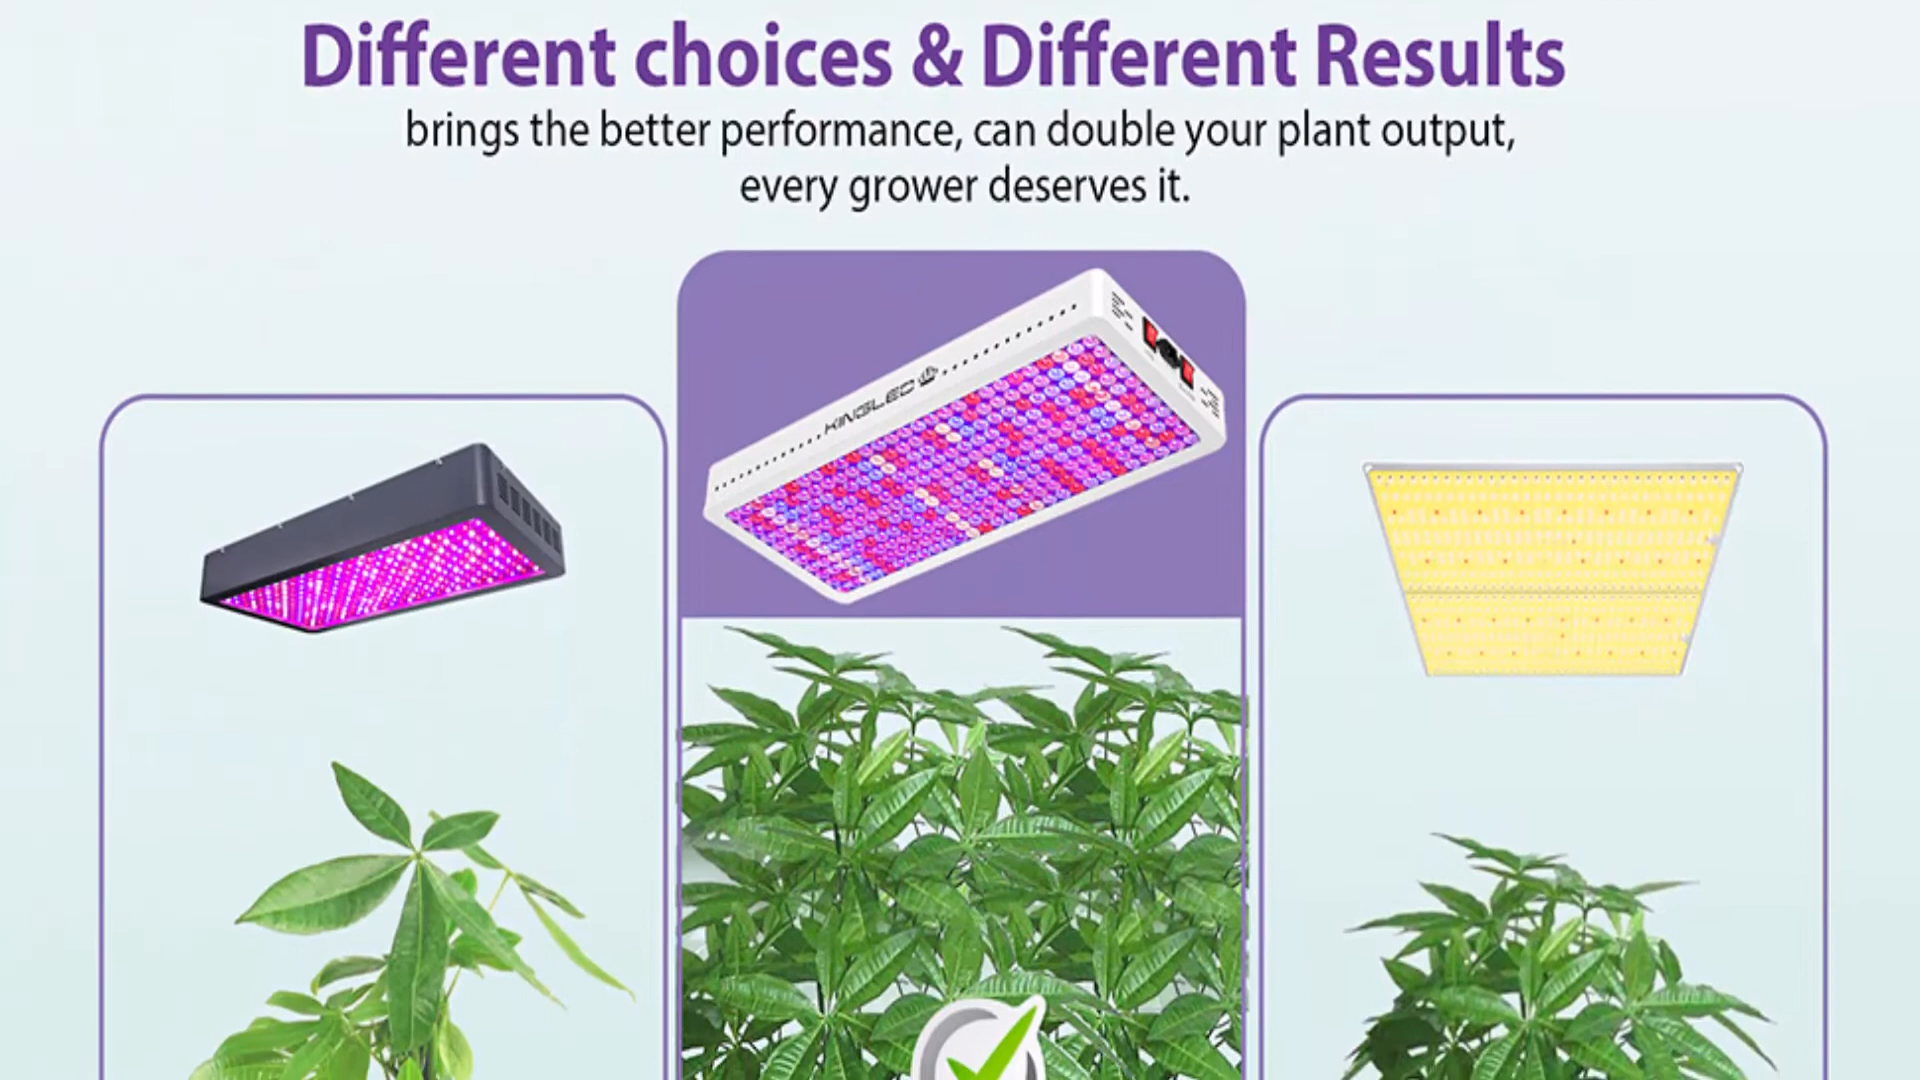 Different choices & Different Results
brings the better performance, can double your plant output,
every grower deserves it.
KINGLED